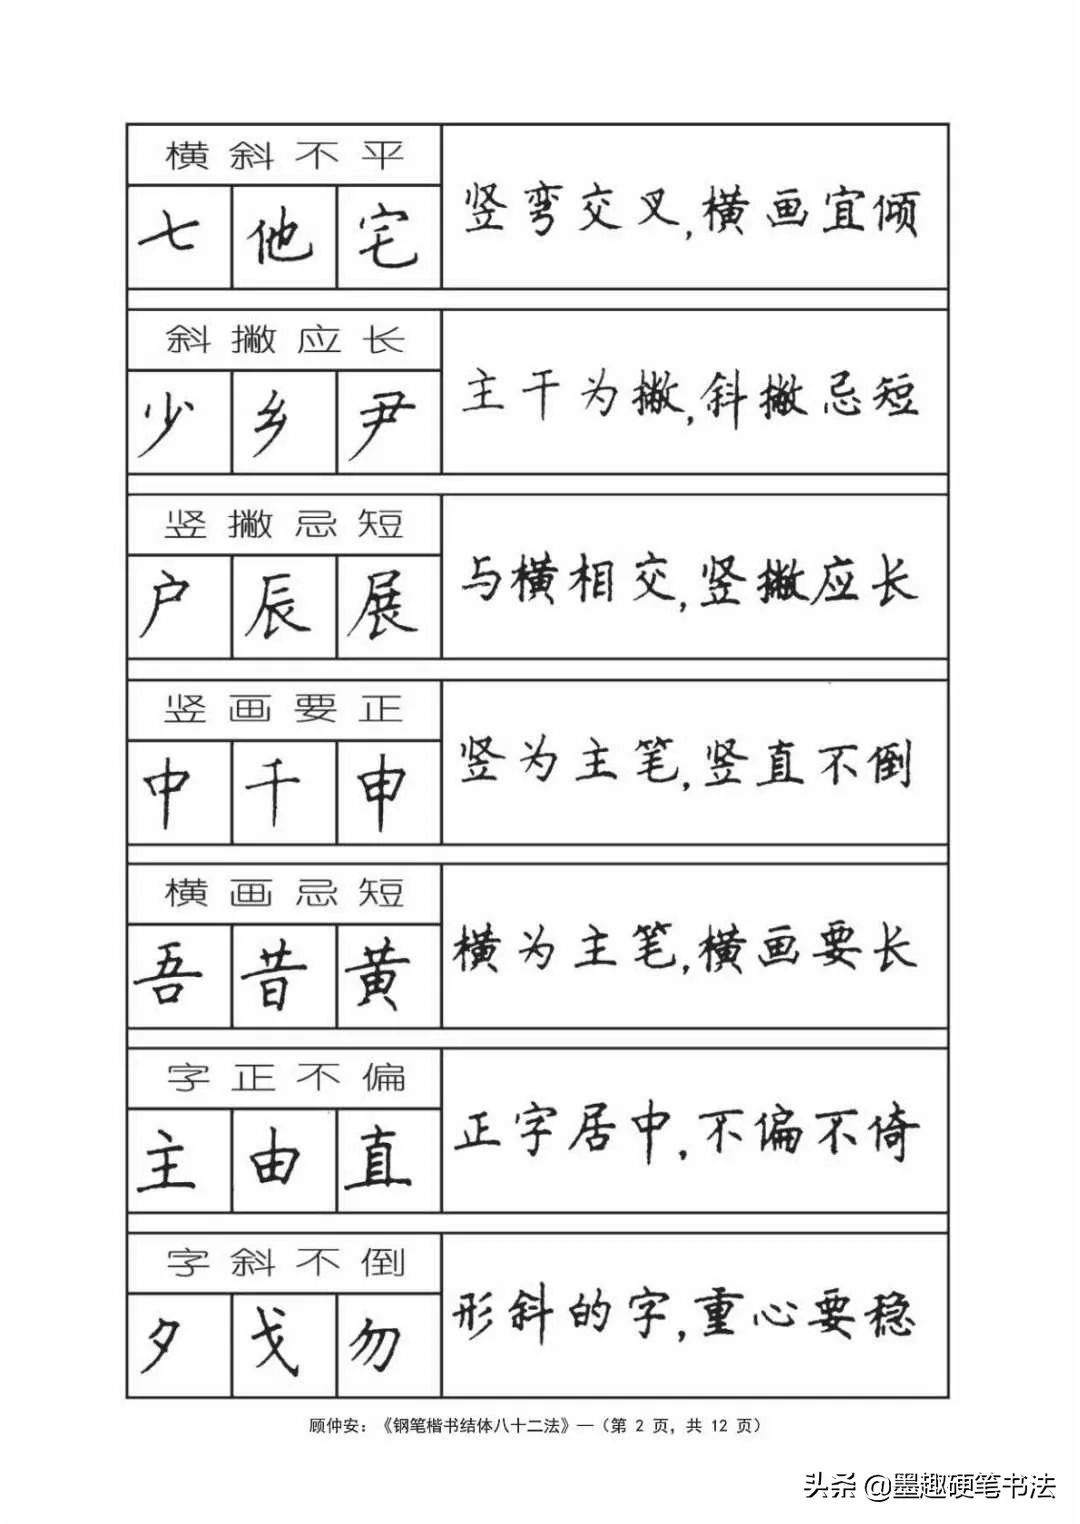 横斜不平
七 他 宅
竖弯交叉,横画宜倾
斜撇应长
少 乡 尹
主干为撇,斜撇忌短
竖撇忌短
户 辰 展
与横相交,竖撇应长
竖画要正
中 千 申
竖为主笔,竖直不倒
横画忌短
吾 昔 黄
横为主笔,横画要长
字正不偏
主 由 直
正字居中,不偏不倚
字斜不倒
夕 戈 勿
形斜的字,重心要稳
顾仲安：《钢笔楷书结体八十二法》—（第 2 页，共 12 页）
头条 @墨趣硬笔书法